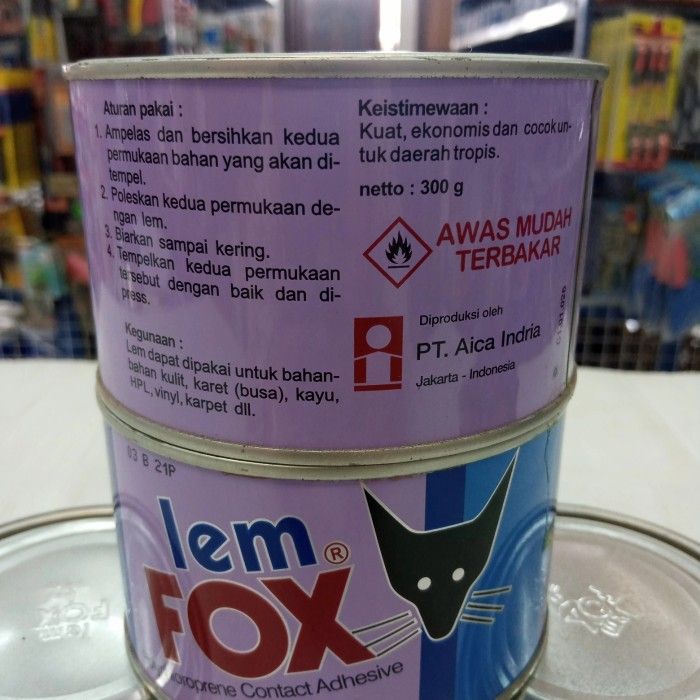 Aturan pakai :
1. Ampelas dan bersihkan kedua
permukaan bahan yang akan di-
tempel.
2. Poleskan kedua permukaan de-
ngan lem.
3. Biarkan sampai kering.
4. Tempelkan kedua permukaan
tersebut dengan baik dan di-
press.
Kegunaan :
Lem dapat dipakai untuk bahan-
bahan kulit, karet (busa), kayu,
HPL, vinyl, karpet dll.
Keistimewaan :
Kuat, ekonomis dan cocok un-
tuk daerah tropis.
netto : 300 g
AWAS MUDAH
TERBAKAR
Diproduksi oleh
PT. Aica Indria
Jakarta - Indonesia
03 B 21P
lem
FOX®
Contact Adhesive